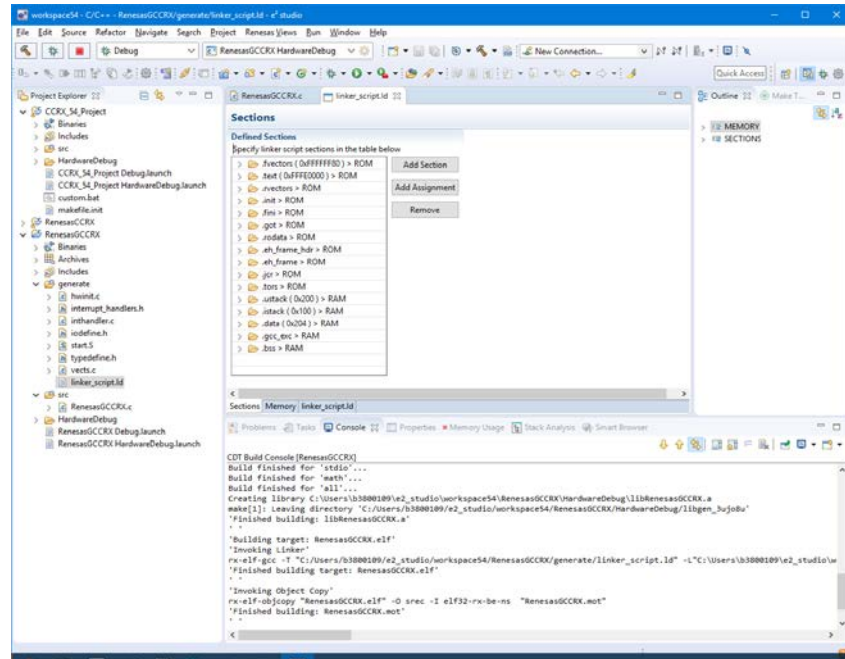 workspace54 - C/C++ - RenesasGCCRX/generate/linker_script.ld - e² studio
File Edit Source Refactor Navigate Search Project Renesas Views Run Window Help
Debug
RenesasGCCRX HardwareDebug
New Connection...
Quick Access
Project Explorer
CCRX_54_Project
Binaries
Includes
src
HardwareDebug
CCRX_54_Project Debug.launch
CCRX_54_Project HardwareDebug.launch
custom.bat
makefile.init
RenesasCCRX
RenesasGCCRX
Binaries
Archives
Includes
generate
hwinit.c
interrupt_handlers.h
inthandler.c
iodefine.h
start.S
typedefine.h
vects.c
linker_script.ld
src
RenesasGCCRX.c
HardwareDebug
RenesasGCCRX Debug.launch
RenesasGCCRX HardwareDebug.launch
RenesasGCCRX.c
linker_script.ld
Sections
Defined Sections
Specify linker script sections in the table below
.fvectors ( 0xFFFFFF80 ) > ROM
.text ( 0xFFFE0000 ) > ROM
.rvectors > ROM
.init > ROM
.fini > ROM
.got > ROM
.rodata > ROM
.eh_frame_hdr > ROM
.eh_frame > ROM
.jcr > ROM
.tors > ROM
.ustack ( 0x200 ) > RAM
.istack ( 0x100 ) > RAM
.data ( 0x204 ) > RAM
.gcc_exc > RAM
.bss > RAM
Add Section
Add Assignment
Remove
Sections Memory linker_script.ld
Outline
Make T...
MEMORY
SECTIONS
Problems Tasks Console Properties Memory Usage Stack Analysis Smart Browser
CDT Build Console [RenesasGCCRX]
Build finished for 'stdio'...
Build finished for 'math'...
Build finished for 'all'...
Creating library C:\Users\b3800109\e2_studio\workspace54\RenesasGCCRX\HardwareDebug\libRenesasGCCRX.a
make[1]: Leaving directory 'C:/Users/b3800109/e2_studio/workspace54/RenesasGCCRX/HardwareDebug/libgen_3ujo8u'
'Finished building: libRenesasGCCRX.a'
' '
'Building target: RenesasGCCRX.elf'
'Invoking Linker'
rx-elf-gcc -T "C:/Users/b3800109/e2_studio/workspace54/RenesasGCCRX/generate/linker_script.ld" -L"C:\Users\b3800109\e2_studio\w
'Finished building target: RenesasGCCRX.elf'
' '
'Invoking Object Copy'
rx-elf-objcopy "RenesasGCCRX.elf" -O srec -I elf32-rx-be-ns "RenesasGCCRX.mot"
'Finished building: RenesasGCCRX.mot'
' '